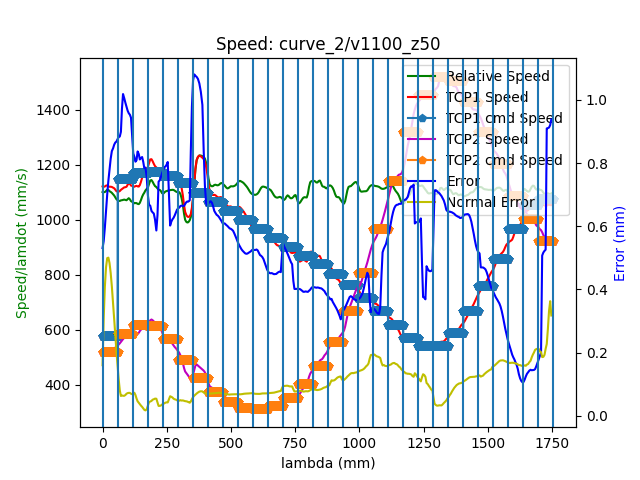 Speed: curve_2/v1100_z50
Relative Speed
TCP1 Speed
TCP1 cmd Speed
TCP2 Speed
TCP2 cmd Speed
Error
Normal Error
Speed/lamdot (mm/s)
1400
1200
1000
800
600
400
1.0
0.8
0.6
0.4
0.2
0.0
Error (mm)
0 250 500 750 1000 1250 1500 1750
lambda (mm)